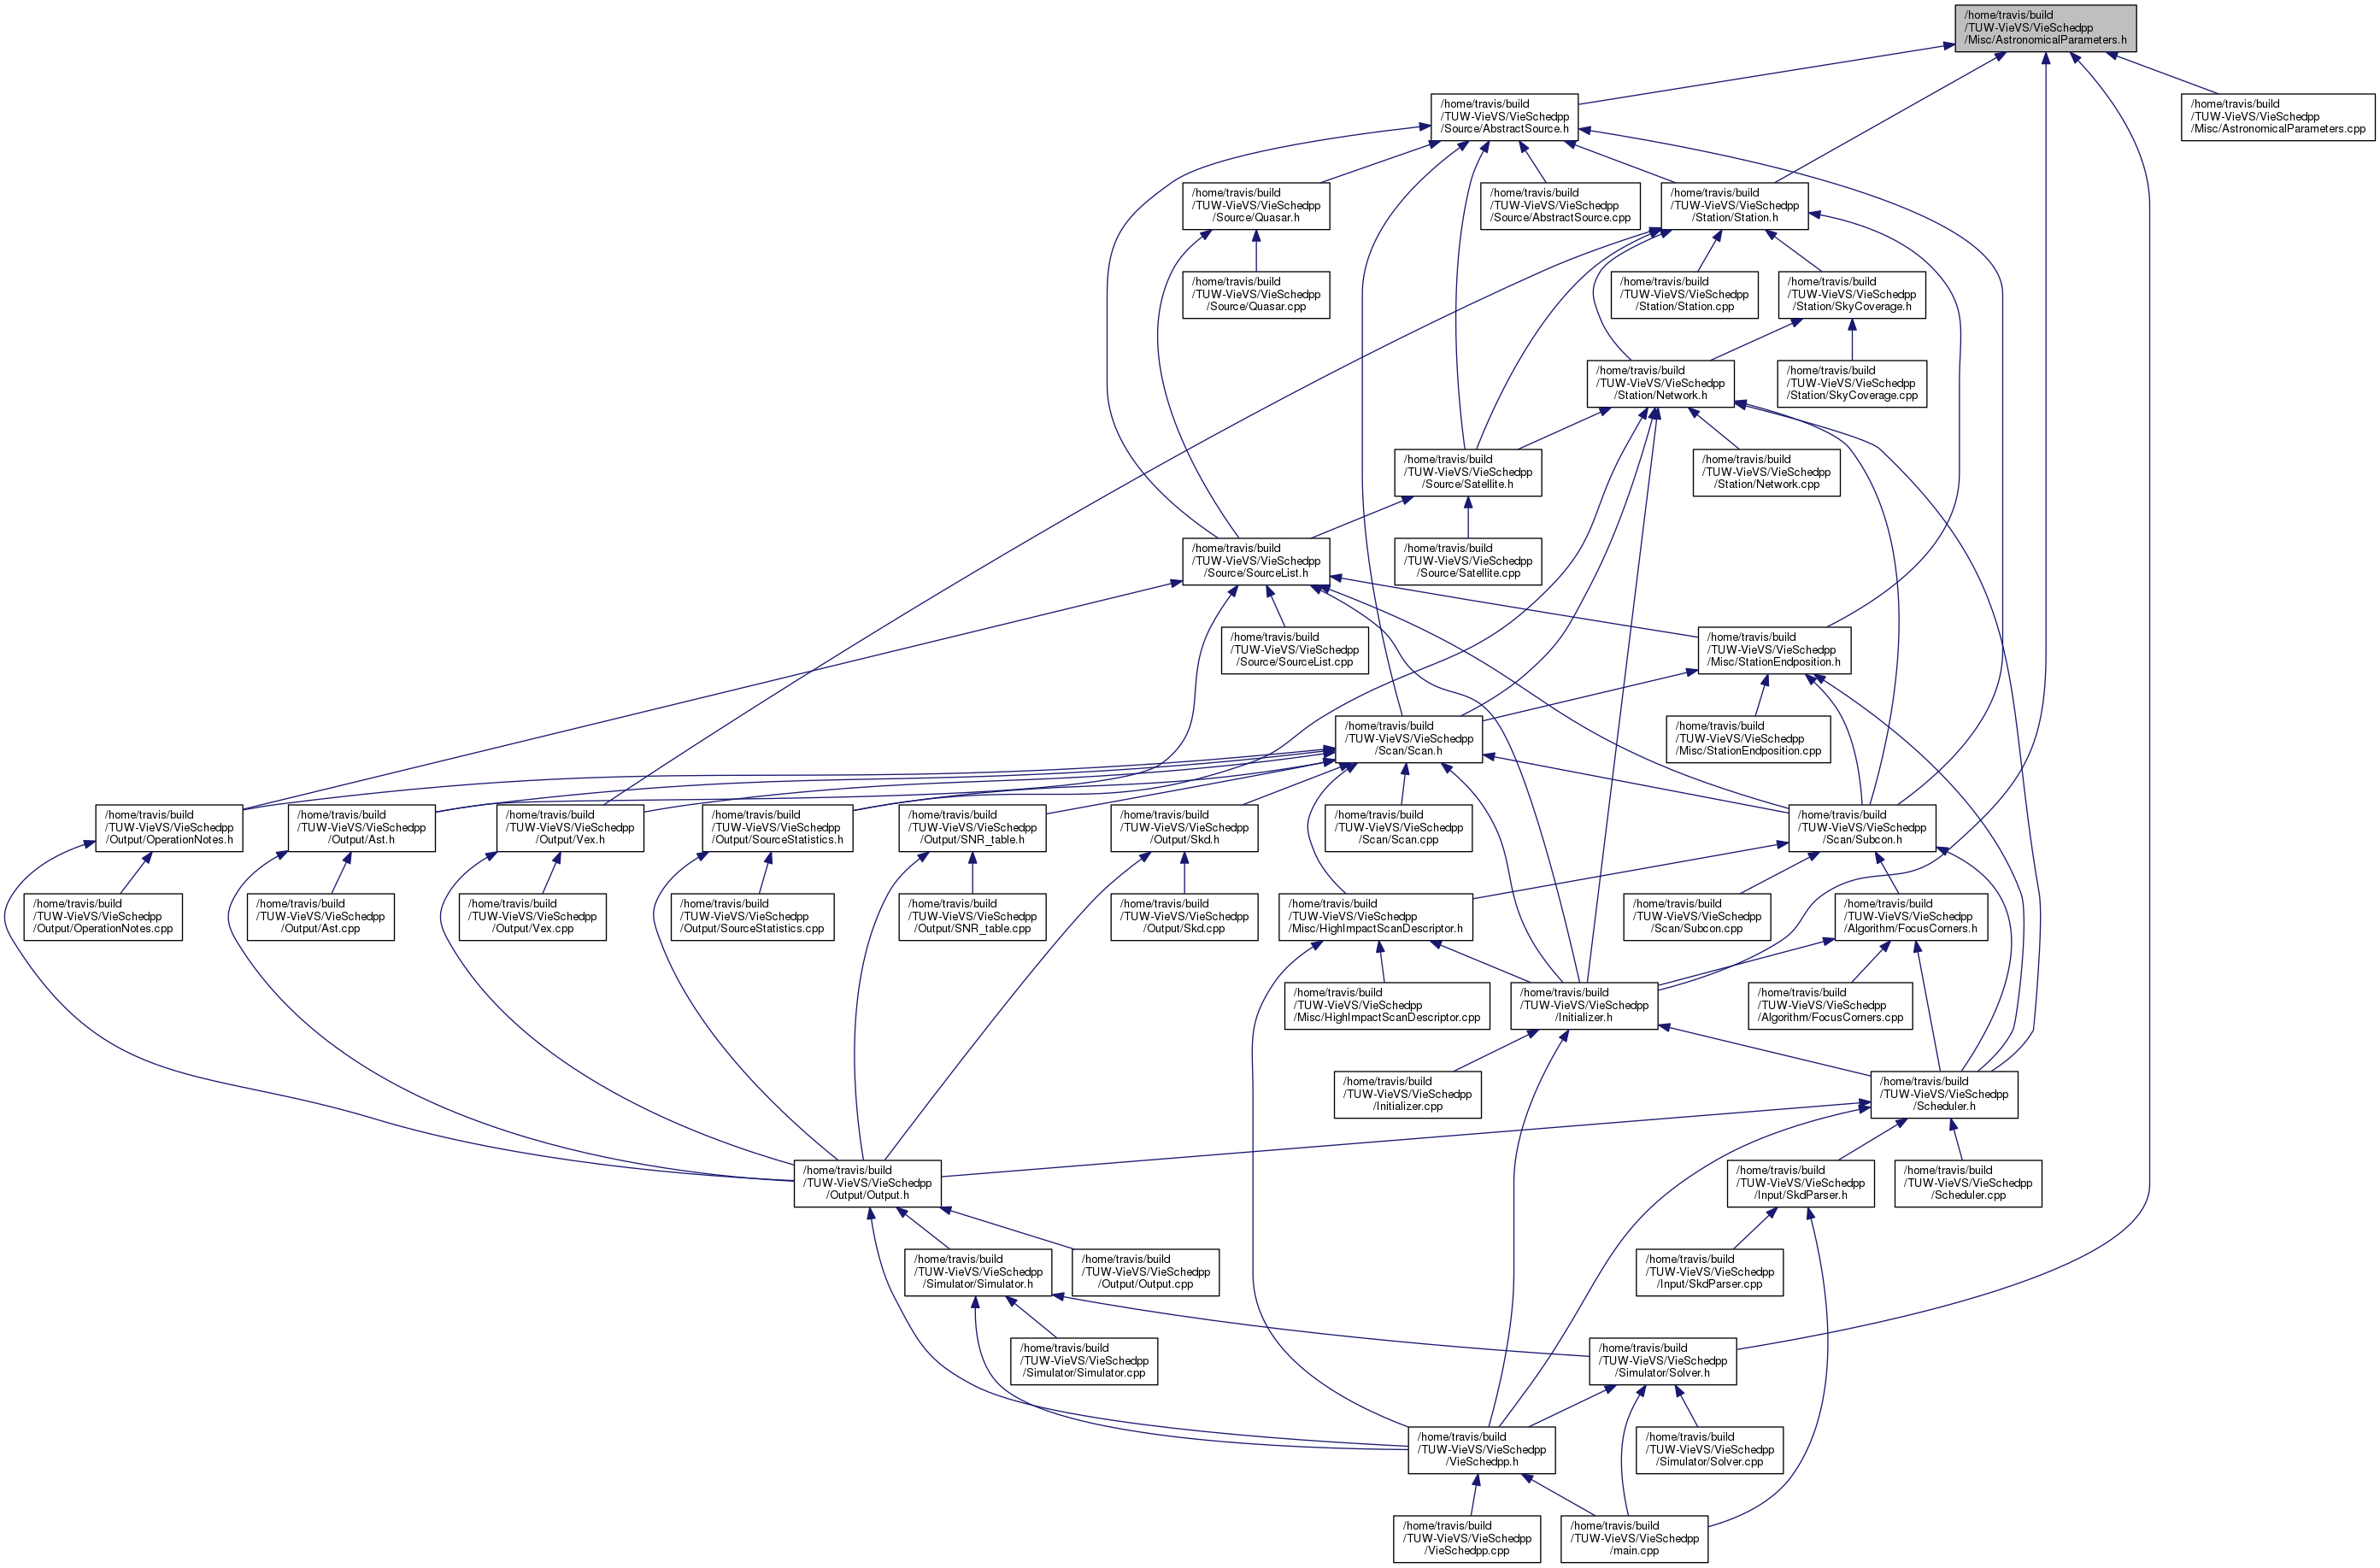 /home/travis/build
/TUW-VieVS/VieSchedpp
/Misc/AstronomicalParameters.h
/home/travis/build
/TUW-VieVS/VieSchedpp
/Source/AbstractSource.h
/home/travis/build
/TUW-VieVS/VieSchedpp
/Misc/AstronomicalParameters.cpp
/home/travis/build
/TUW-VieVS/VieSchedpp
/Source/Quasar.h
/home/travis/build
/TUW-VieVS/VieSchedpp
/Source/AbstractSource.cpp
/home/travis/build
/TUW-VieVS/VieSchedpp
/Station/Station.h
/home/travis/build
/TUW-VieVS/VieSchedpp
/Source/Quasar.cpp
/home/travis/build
/TUW-VieVS/VieSchedpp
/Station/Station.cpp
/home/travis/build
/TUW-VieVS/VieSchedpp
/Station/SkyCoverage.h
/home/travis/build
/TUW-VieVS/VieSchedpp
/Station/Network.h
/home/travis/build
/TUW-VieVS/VieSchedpp
/Station/SkyCoverage.cpp
/home/travis/build
/TUW-VieVS/VieSchedpp
/Source/Satellite.h
/home/travis/build
/TUW-VieVS/VieSchedpp
/Station/Network.cpp
/home/travis/build
/TUW-VieVS/VieSchedpp
/Source/SourceList.h
/home/travis/build
/TUW-VieVS/VieSchedpp
/Source/Satellite.cpp
/home/travis/build
/TUW-VieVS/VieSchedpp
/Source/SourceList.cpp
/home/travis/build
/TUW-VieVS/VieSchedpp
/Misc/StationEndposition.h
/home/travis/build
/TUW-VieVS/VieSchedpp
/Scan/Scan.h
/home/travis/build
/TUW-VieVS/VieSchedpp
/Misc/StationEndposition.cpp
/home/travis/build
/TUW-VieVS/VieSchedpp
/Output/OperationNotes.h
/home/travis/build
/TUW-VieVS/VieSchedpp
/Output/Ast.h
/home/travis/build
/TUW-VieVS/VieSchedpp
/Output/Vex.h
/home/travis/build
/TUW-VieVS/VieSchedpp
/Output/SourceStatistics.h
/home/travis/build
/TUW-VieVS/VieSchedpp
/Output/SNR_table.h
/home/travis/build
/TUW-VieVS/VieSchedpp
/Output/Skd.h
/home/travis/build
/TUW-VieVS/VieSchedpp
/Scan/Scan.cpp
/home/travis/build
/TUW-VieVS/VieSchedpp
/Scan/Subcon.h
/home/travis/build
/TUW-VieVS/VieSchedpp
/Output/OperationNotes.cpp
/home/travis/build
/TUW-VieVS/VieSchedpp
/Output/Ast.cpp
/home/travis/build
/TUW-VieVS/VieSchedpp
/Output/Vex.cpp
/home/travis/build
/TUW-VieVS/VieSchedpp
/Output/SourceStatistics.cpp
/home/travis/build
/TUW-VieVS/VieSchedpp
/Output/SNR_table.cpp
/home/travis/build
/TUW-VieVS/VieSchedpp
/Output/Skd.cpp
/home/travis/build
/TUW-VieVS/VieSchedpp
/Misc/HighImpactScanDescriptor.h
/home/travis/build
/TUW-VieVS/VieSchedpp
/Scan/Subcon.cpp
/home/travis/build
/TUW-VieVS/VieSchedpp
/Algorithm/FocusCorners.h
/home/travis/build
/TUW-VieVS/VieSchedpp
/Misc/HighImpactScanDescriptor.cpp
/home/travis/build
/TUW-VieVS/VieSchedpp
/Initializer.h
/home/travis/build
/TUW-VieVS/VieSchedpp
/Algorithm/FocusCorners.cpp
/home/travis/build
/TUW-VieVS/VieSchedpp
/Initializer.cpp
/home/travis/build
/TUW-VieVS/VieSchedpp
/Scheduler.h
/home/travis/build
/TUW-VieVS/VieSchedpp
/Output/Output.h
/home/travis/build
/TUW-VieVS/VieSchedpp
/Input/SkdParser.h
/home/travis/build
/TUW-VieVS/VieSchedpp
/Scheduler.cpp
/home/travis/build
/TUW-VieVS/VieSchedpp
/Simulator/Simulator.h
/home/travis/build
/TUW-VieVS/VieSchedpp
/Output/Output.cpp
/home/travis/build
/TUW-VieVS/VieSchedpp
/Input/SkdParser.cpp
/home/travis/build
/TUW-VieVS/VieSchedpp
/Simulator/Simulator.cpp
/home/travis/build
/TUW-VieVS/VieSchedpp
/Simulator/Solver.h
/home/travis/build
/TUW-VieVS/VieSchedpp
/VieSchedpp.h
/home/travis/build
/TUW-VieVS/VieSchedpp
/Simulator/Solver.cpp
/home/travis/build
/TUW-VieVS/VieSchedpp
/VieSchedpp.cpp
/home/travis/build
/TUW-VieVS/VieSchedpp
/main.cpp